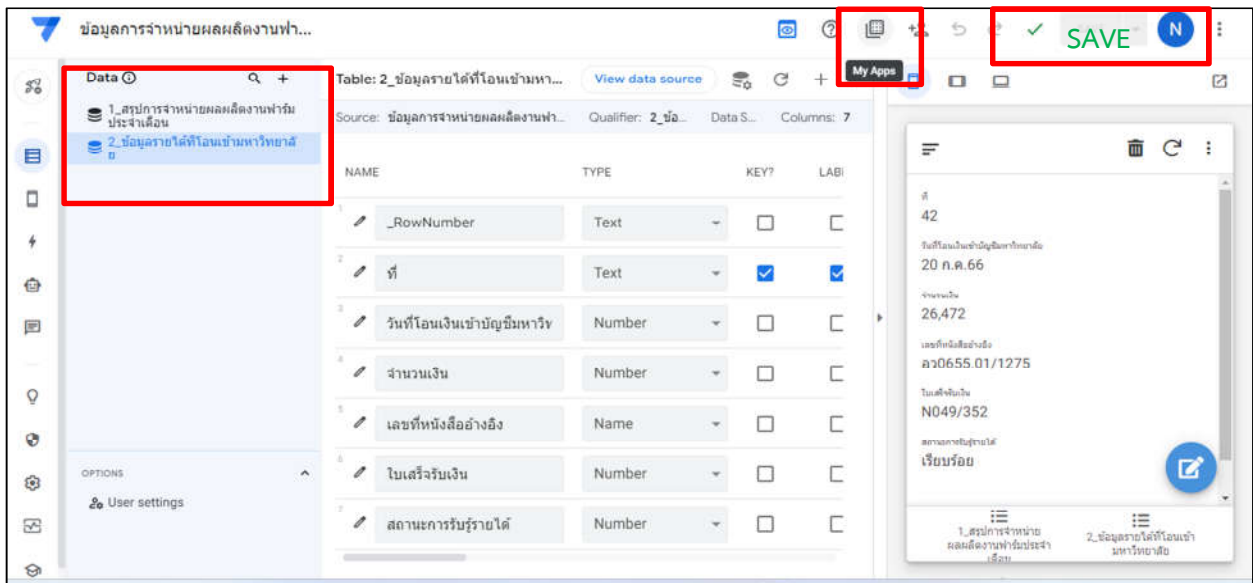 ข้อมูลการจำหน่ายผลผลิตงานฟา...
SAVE
N
My Apps
Data
1_สรุปการจำหน่ายผลผลิตงานฟาร์ม
ประจำเดือน
2_ข้อมูลรายได้ที่โอนเข้ามหาวิทยาลั
ย
OPTIONS
User settings
Table: 2_ข้อมูลรายได้ที่โอนเข้ามหา...
View data source
Source: ข้อมูลการจำหน่ายผลผลิตงานฟา...
Qualifier: 2_ข้อ...
Data S...
Columns: 7
NAME TYPE KEY? LABE
1 _RowNumber Text
2 ที่ Text
3 วันที่โอนเงินเข้าบัญชีมหาวิท Number
4 จำนวนเงิน Number
5 เลขที่หนังสืออ้างอิง Name
6 ใบเสร็จรับเงิน Number
7 สถานะการรับรู้รายได้ Number
ที่
42
วันที่โอนเงินเข้าบัญชีมหาวิทยาลัย
20 ก.ค.66
จำนวนเงิน
26,472
เลขที่หนังสืออ้างอิง
อว0655.01/1275
ใบเสร็จรับเงิน
N049/352
สถานะการรับรู้รายได้
เรียบร้อย
1_สรุปการจำหน่าย
ผลผลิตงานฟาร์มประจำ
เดือน
2_ข้อมูลรายได้ที่โอนเข้า
มหาวิทยาลัย